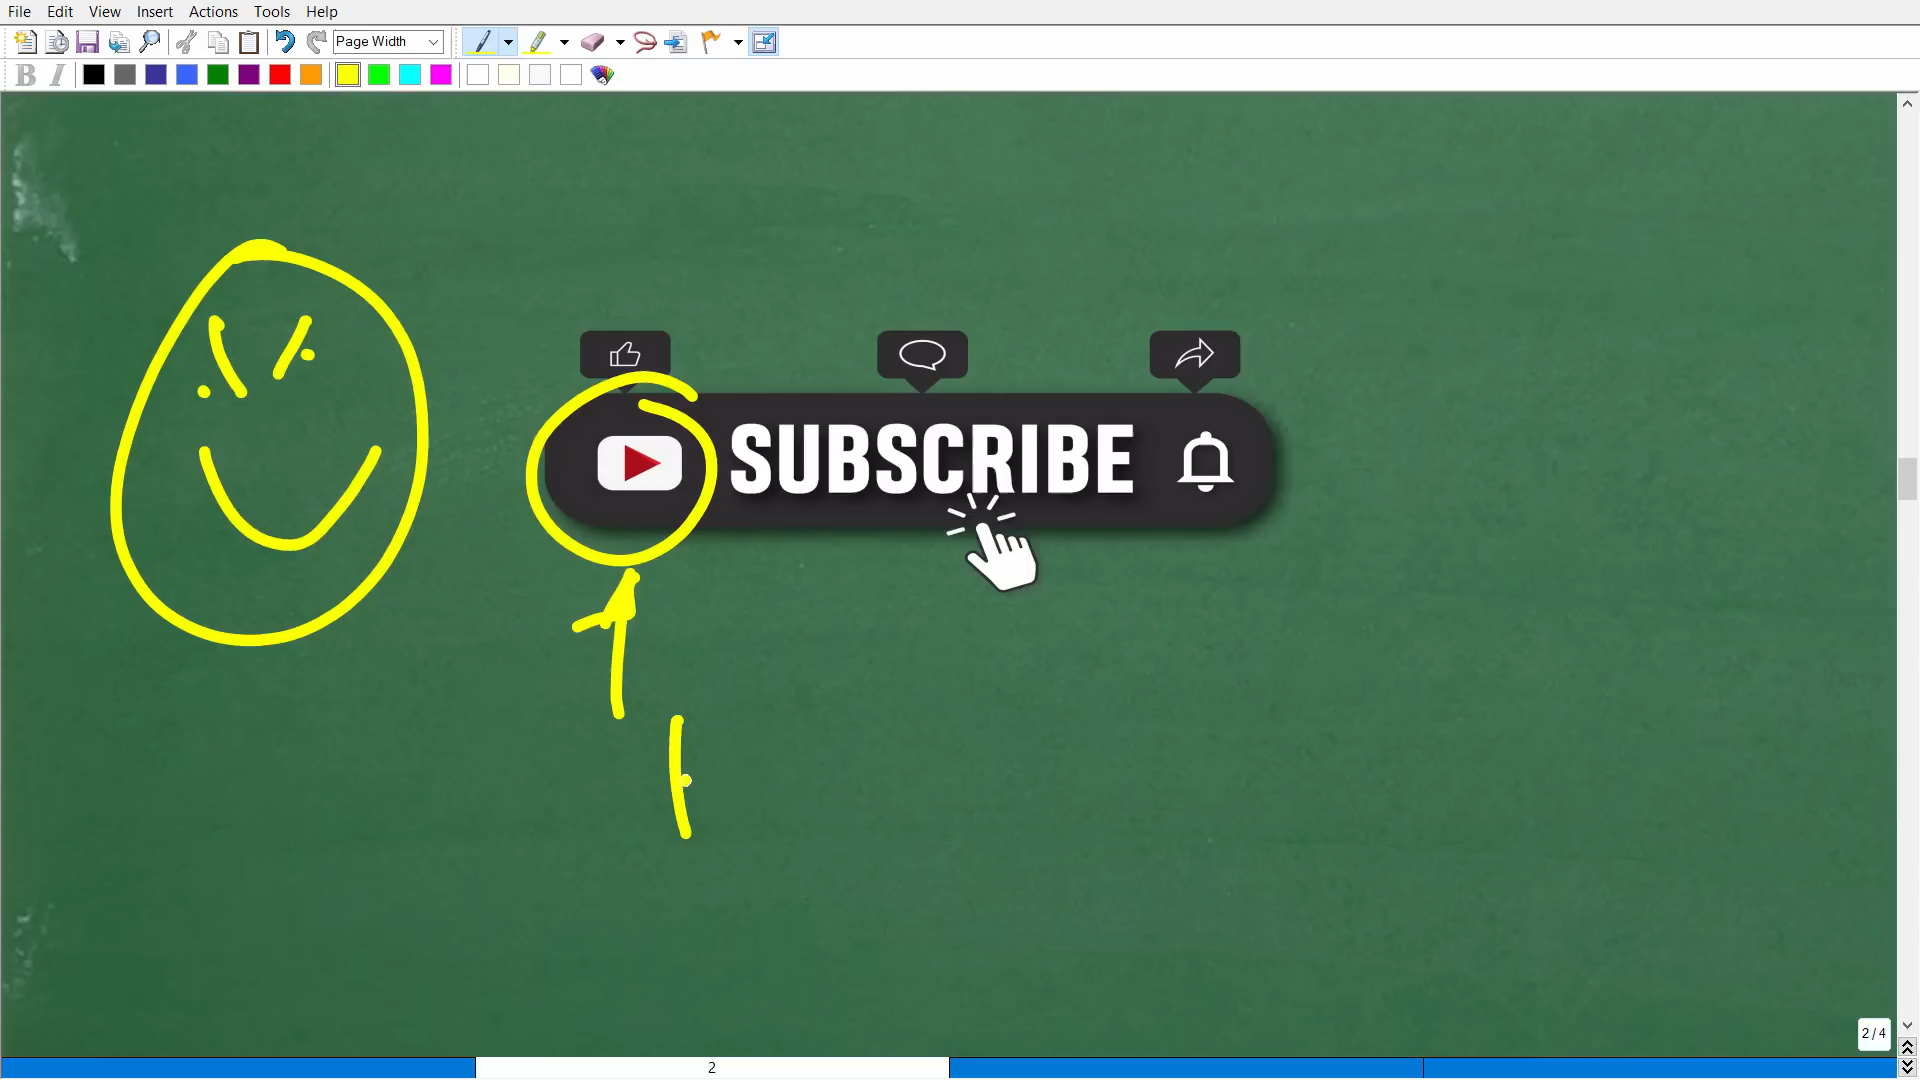 File Edit View Insert Actions Tools Help
Page Width
B I
SUBSCRIBE
2 / 4
2